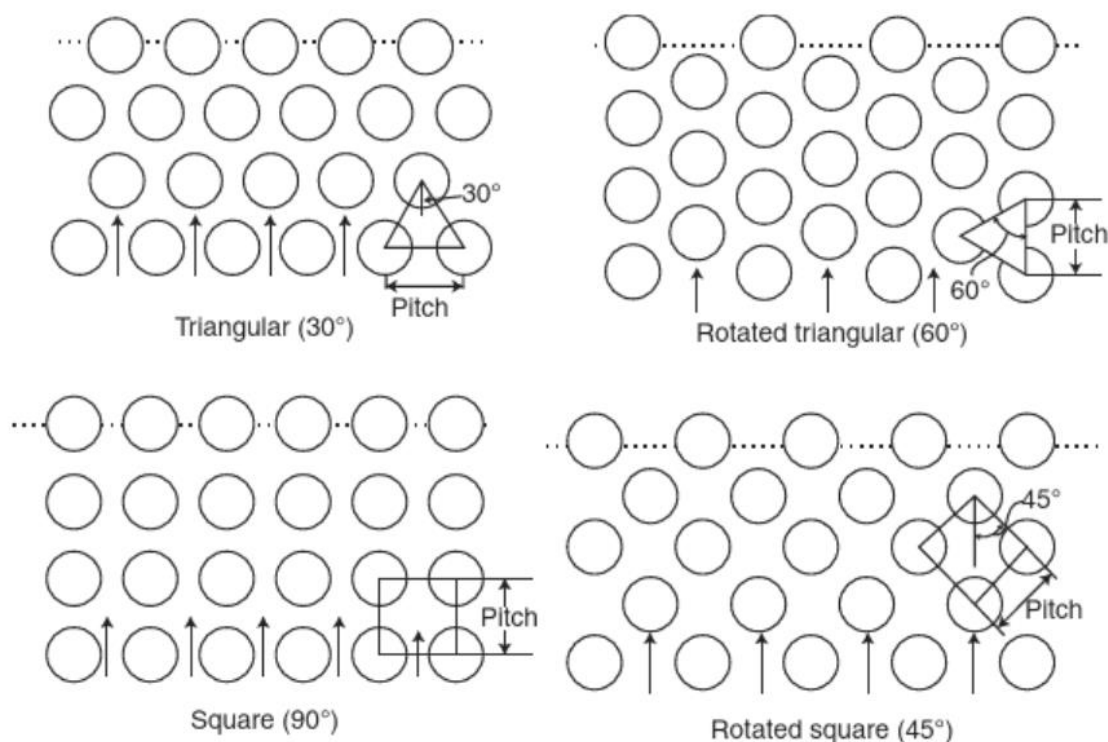 30°
Pitch
Triangular (30°)
Pitch
60°
Rotated triangular (60°)
Pitch
Square (90°)
45°
Pitch
Rotated square (45°)